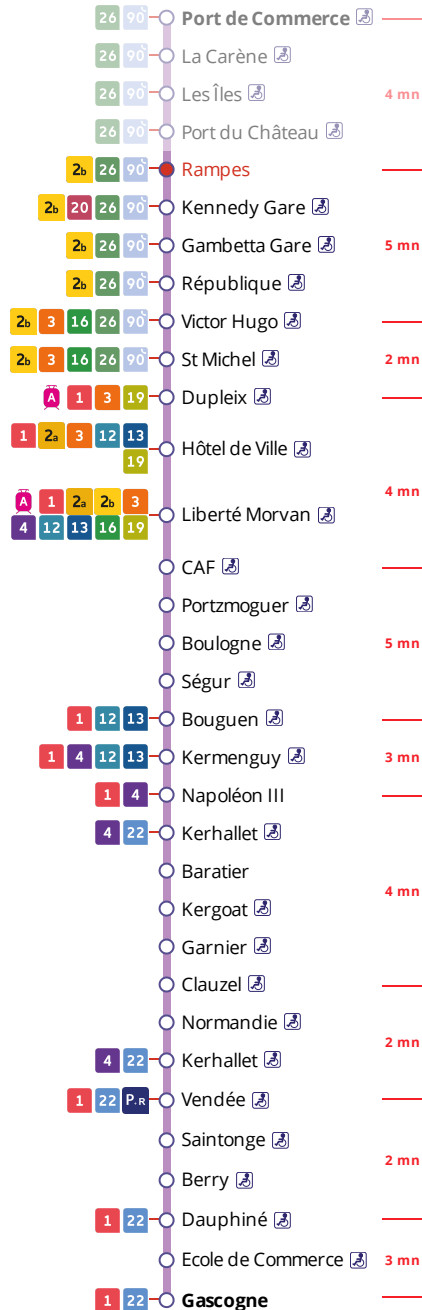 26 90 Port de Commerce
26 90 La Carène
26 90 Les Îles 4 mn
26 90 Port du Château
2b 26 90 Rampes
2b 20 26 90 Kennedy Gare
2b 26 90 Gambetta Gare 5 mn
2b 26 90 République
2b 3 16 26 90 Victor Hugo
2b 3 16 26 90 St Michel 2 mn
A 1 3 19 Dupleix
1 2a 3 12 13
19
Hôtel de Ville
4 mn
A 1 2a 2b 3
4 12 13 16 19
Liberté Morvan
CAF
Portzmoguer
Boulogne 5 mn
Ségur
1 12 13 Bouguen
1 4 12 13 Kermenguy 3 mn
1 4 Napoléon III
4 22 Kerhallet
Baratier
4 mn
Kergoat
Garnier
Clauzel
Normandie
2 mn
4 22 Kerhallet
1 22 P+R Vendée
Saintonge
2 mn
Berry
1 22 Dauphiné
Ecole de Commerce 3 mn
1 22 Gascogne